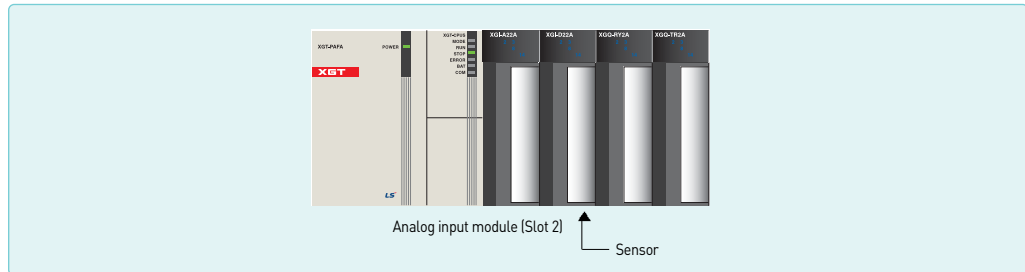 XGT-PAFA
POWER
XGT
LS
XGT-CPUS
MODE
RUN
STOP
ERROR
BAT
COM
XGI-A22A
XGI-D22A
XGQ-RY2A
XGQ-TR2A
Analog input module (Slot 2)
Sensor